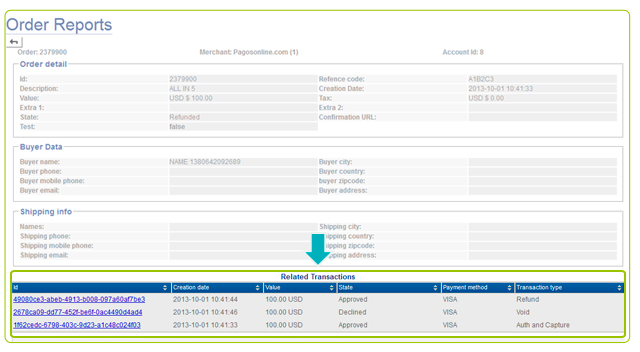 Order Reports
Order: 2379900 Merchant: Pagosonline.com (1) Account Id: 8
Order detail
Id: 2379900 Refence code: A1B2C3
Description: ALL IN 5 Creation Date: 2013-10-01 10:41:33
Value: USD $ 100.00 Tax: USD $ 0.00
Extra 1: Extra 2:
State: Refunded Confirmation URL:
Test: false
Buyer Data
Buyer name: NAME 1380642092689 Buyer city:
Buyer phone: Buyer country:
Buyer mobile phone: buyer zipcode:
Buyer email: Buyer address:
Shipping info
Names: Shipping city:
Shipping phone: Shipping country:
Shipping mobile phone: Shipping zipcode:
Shipping email: Shipping address:
Related Transactions
Id Creation date Value State Payment method Transaction type
49080ce3-abeb-4913-b008-097a60af7be3 2013-10-01 10:41:44 100.00 USD Approved VISA Refund
2678ca09-dd77-452f-be6f-0ac4490d4ad4 2013-10-01 10:41:46 100.00 USD Declined VISA Void
1f62cedc-6798-403c-9d23-a1c48c024f03 2013-10-01 10:41:33 100.00 USD Approved VISA Auth and Capture